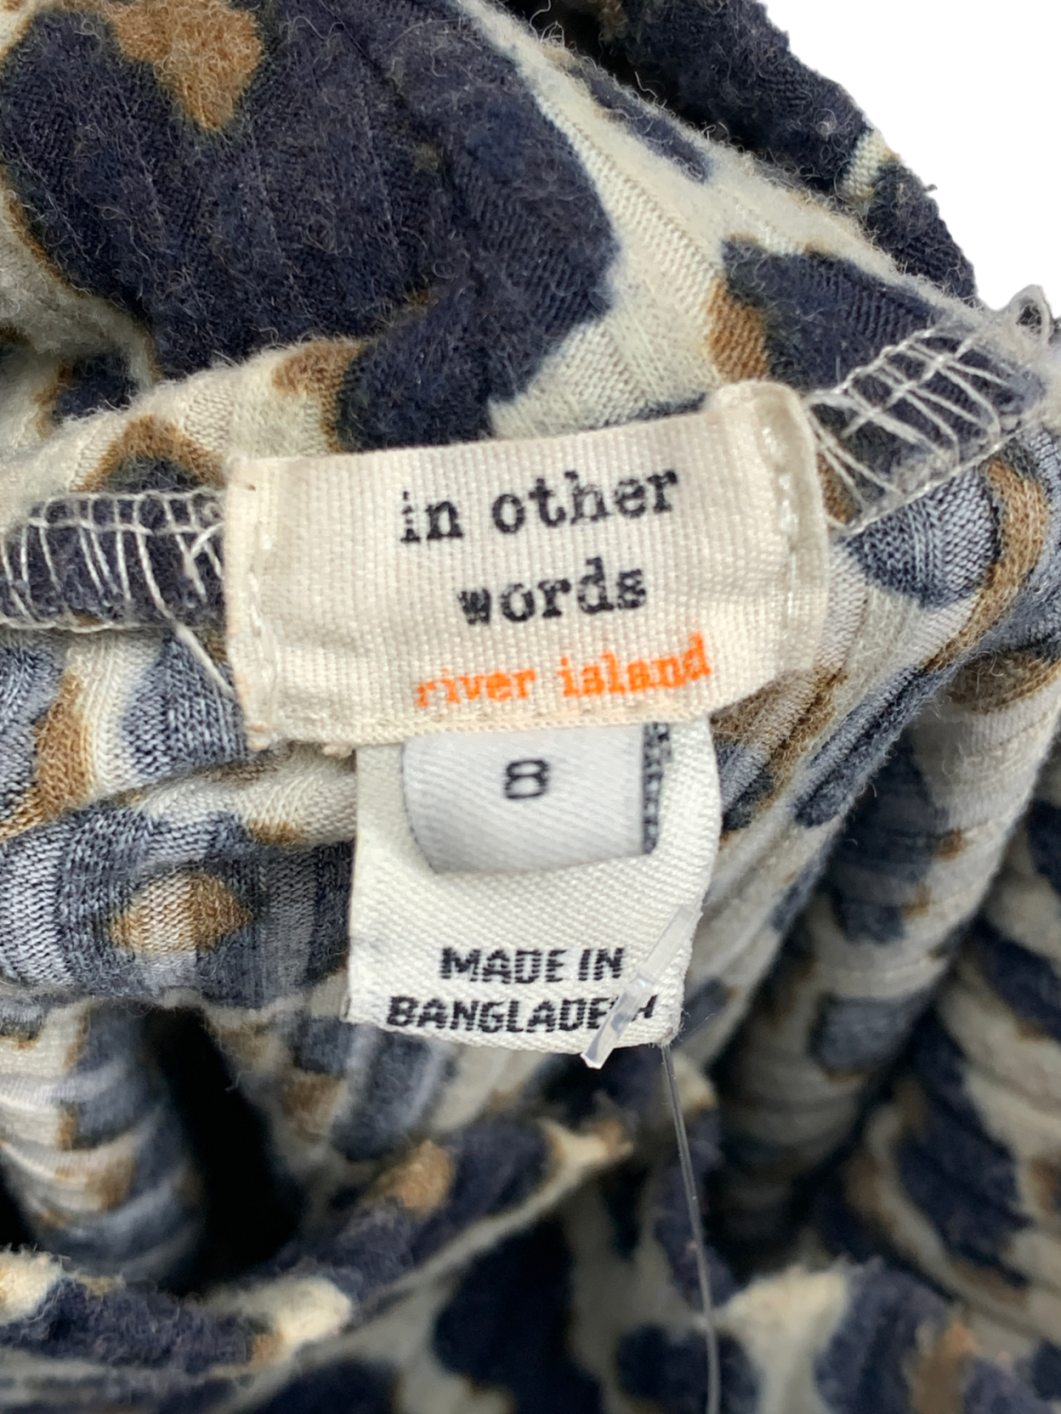 in other
words
river island
8
MADE IN
BANGLADESH